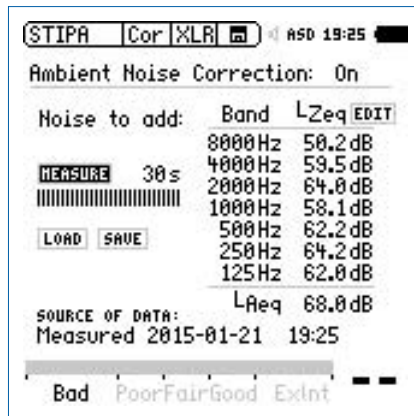 STIPA Cor XLR ASD 19:25
Ambient Noise Correction: On
Noise to add:
Band LZeq EDIT
8000Hz 50.2dB
4000Hz 59.5dB
2000Hz 64.0dB
1000Hz 58.1dB
500Hz 62.2dB
250Hz 64.2dB
125Hz 62.0dB
LAeq 68.0dB
MEASURE 30s
LOAD SAVE
SOURCE OF DATA:
Measured 2015-01-21 19:25
Bad Poor Fair Good Exlnt --